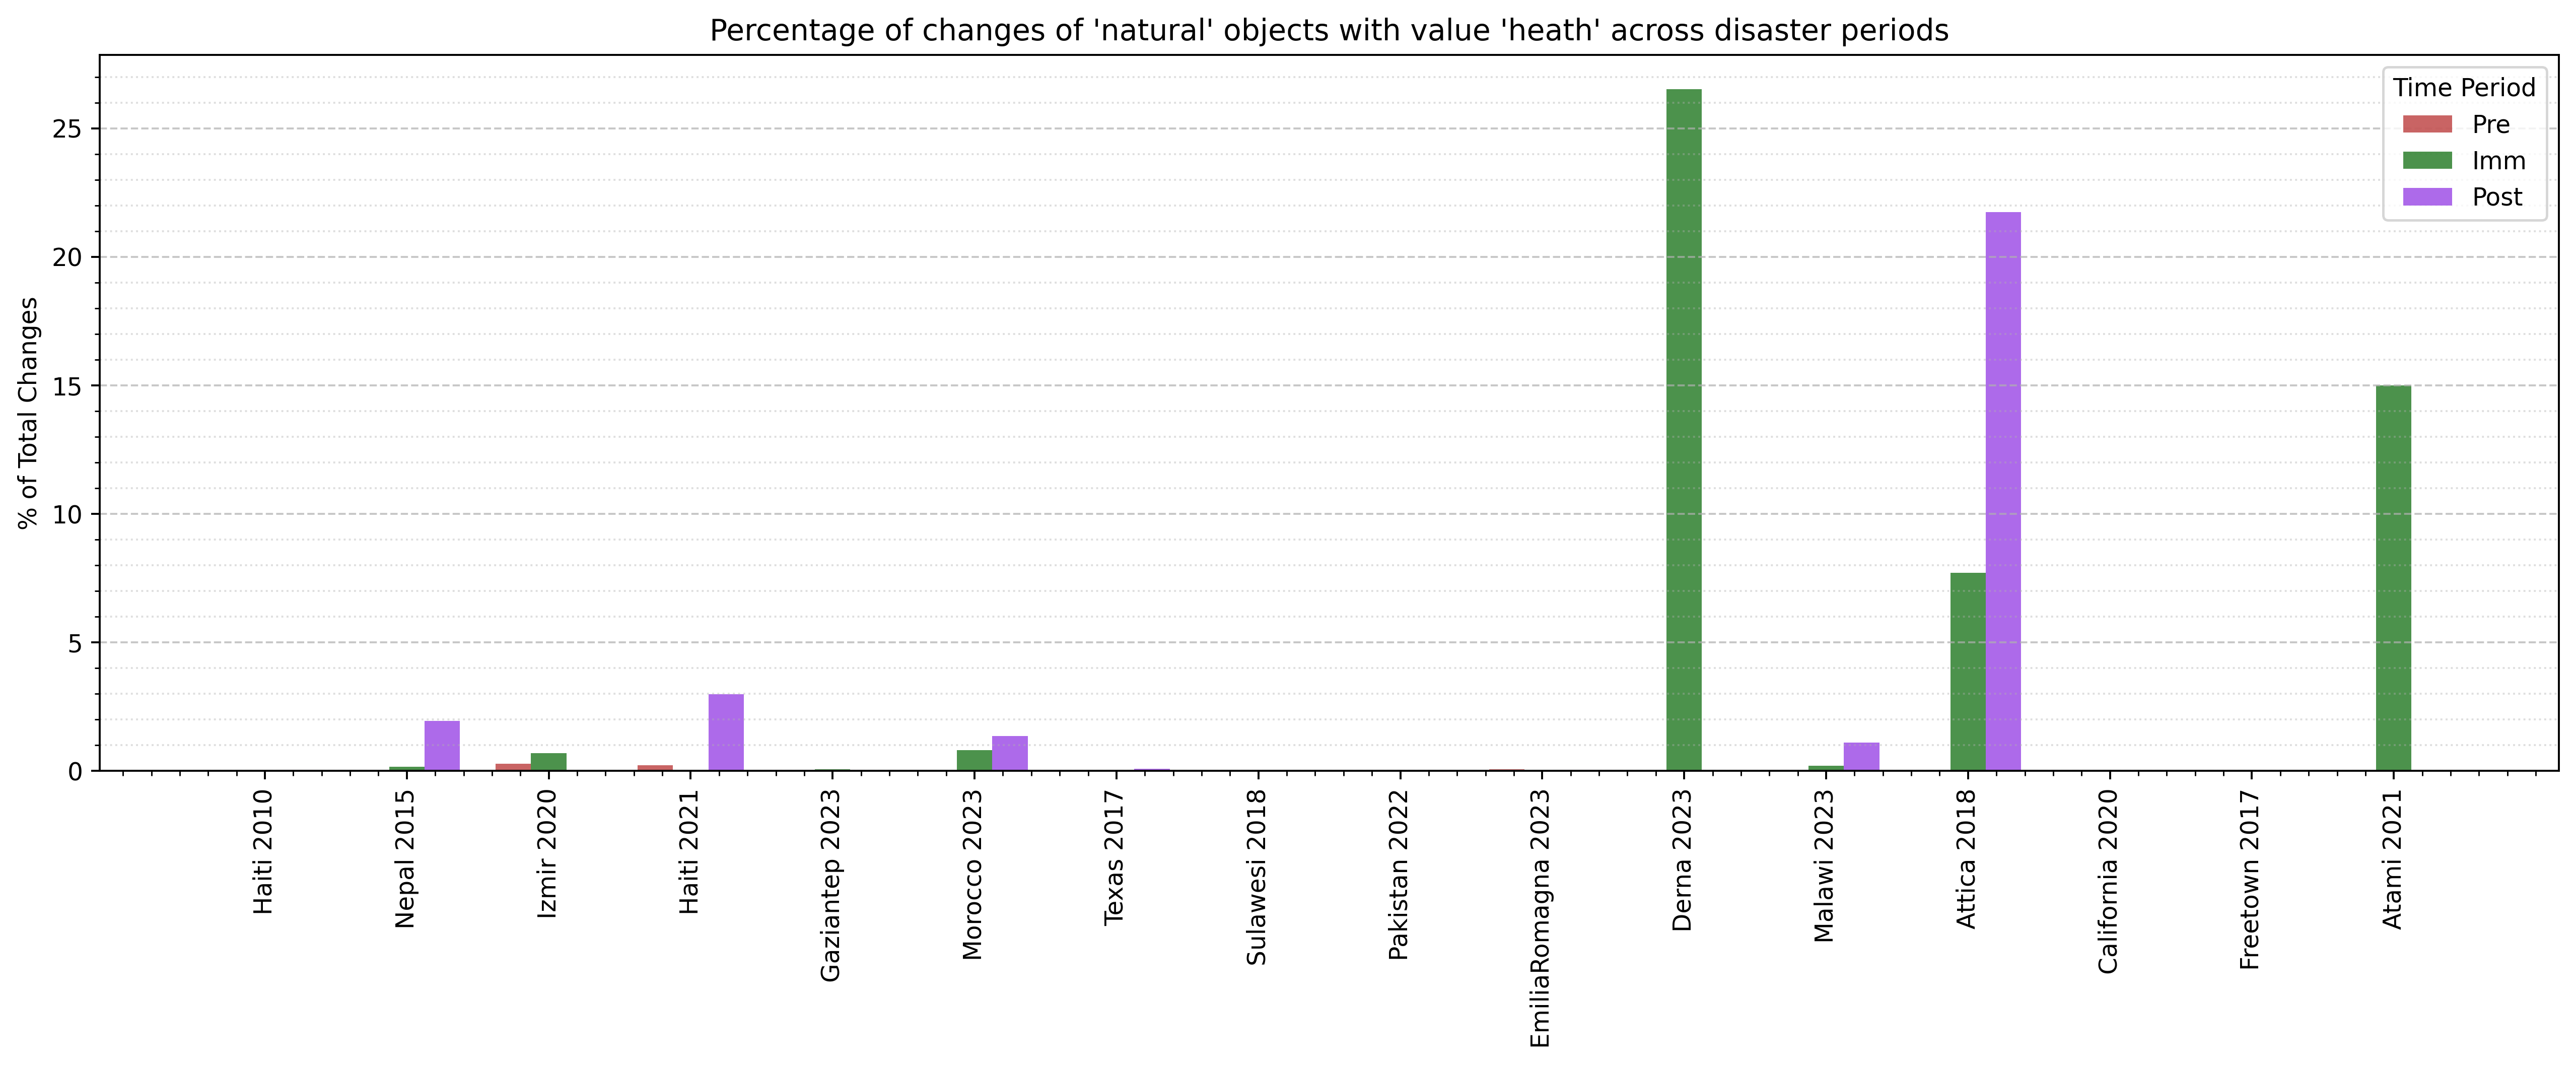 Percentage of changes of 'natural' objects with value 'heath' across disaster periods
Time Period
Pre
Imm
Post
% of Total Changes
25
20
15
10
5
0
Haiti 2010
Nepal 2015
Izmir 2020
Haiti 2021
Gaziantep 2023
Morocco 2023
Texas 2017
Sulawesi 2018
Pakistan 2022
EmiliaRomagna 2023
Derna 2023
Malawi 2023
Attica 2018
California 2020
Freetown 2017
Atami 2021